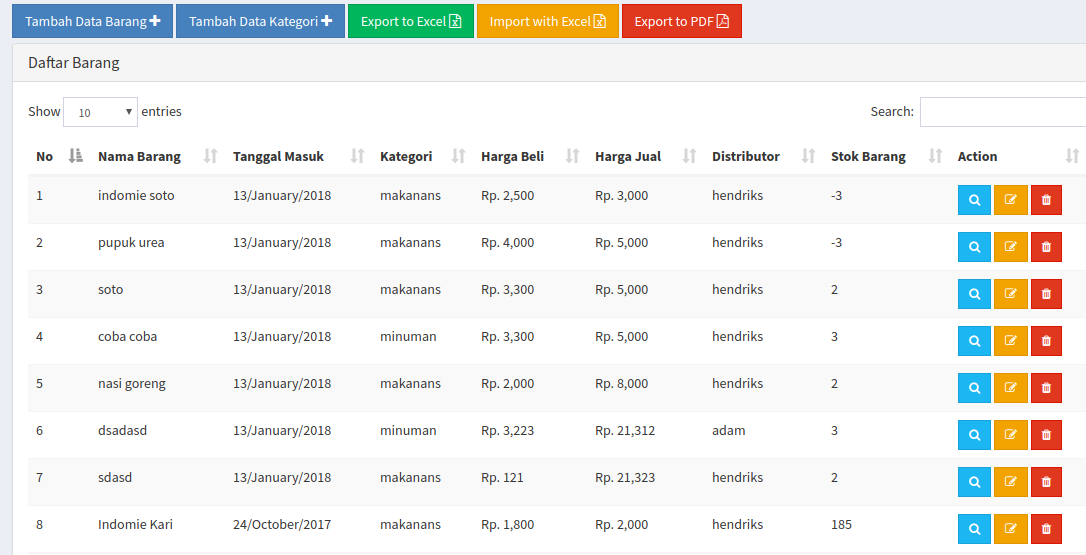 Tambah Data Barang Tambah Data Kategori Export to Excel Import with Excel Export to PDF
Daftar Barang
Show 10 entries Search:
No Nama Barang Tanggal Masuk Kategori Harga Beli Harga Jual Distributor Stok Barang Action
1 indomie soto 13/January/2018 makanans Rp. 2,500 Rp. 3,000 hendriks -3
2 pupuk urea 13/January/2018 makanans Rp. 4,000 Rp. 5,000 hendriks -3
3 soto 13/January/2018 makanans Rp. 3,300 Rp. 5,000 hendriks 2
4 coba coba 13/January/2018 minuman Rp. 3,300 Rp. 5,000 hendriks 3
5 nasi goreng 13/January/2018 makanans Rp. 2,000 Rp. 8,000 hendriks 2
6 dsadasd 13/January/2018 minuman Rp. 3,223 Rp. 21,312 adam 3
7 sdasd 13/January/2018 makanans Rp. 121 Rp. 21,323 hendriks 2
8 Indomie Kari 24/October/2017 makanans Rp. 1,800 Rp. 2,000 hendriks 185